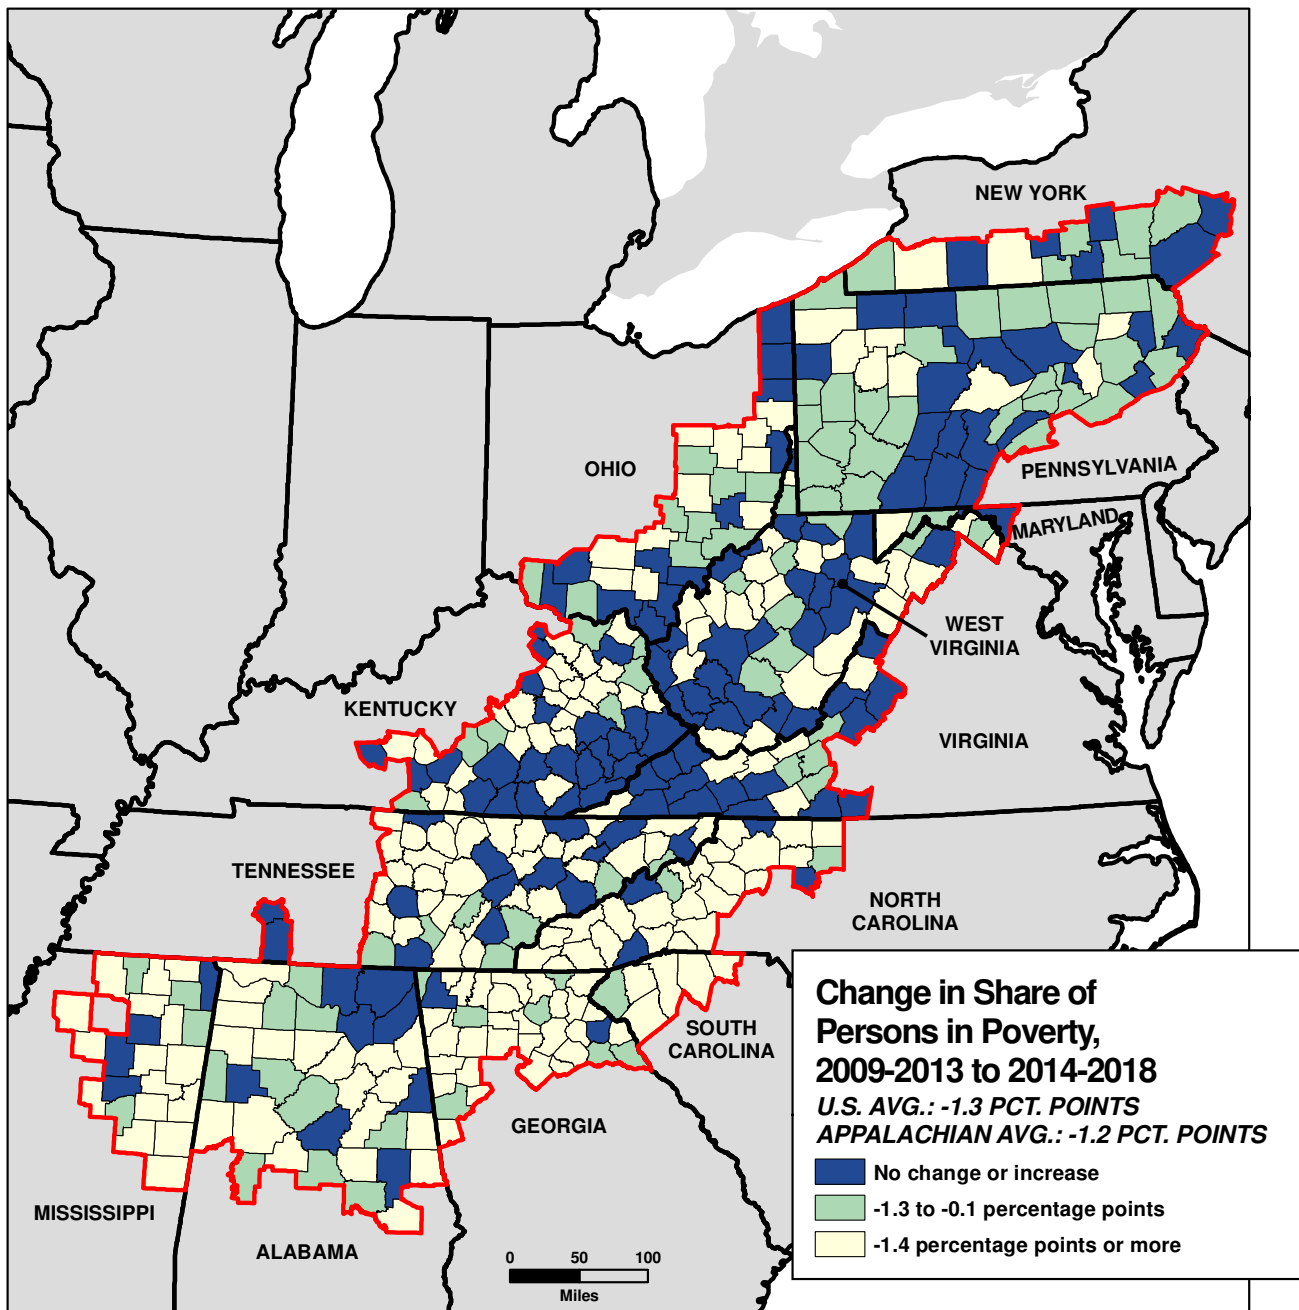 NEW YORK
OHIO
PENNSYLVANIA
MARYLAND
WEST
VIRGINIA
KENTUCKY
VIRGINIA
TENNESSEE
NORTH
CAROLINA
SOUTH
CAROLINA
GEORGIA
MISSISSIPPI
ALABAMA
Change in Share of
Persons in Poverty,
2009-2013 to 2014-2018
U.S. AVG.: -1.3 PCT. POINTS
APPALACHIAN AVG.: -1.2 PCT. POINTS
No change or increase
-1.3 to -0.1 percentage points
-1.4 percentage points or more
0 50 100
Miles